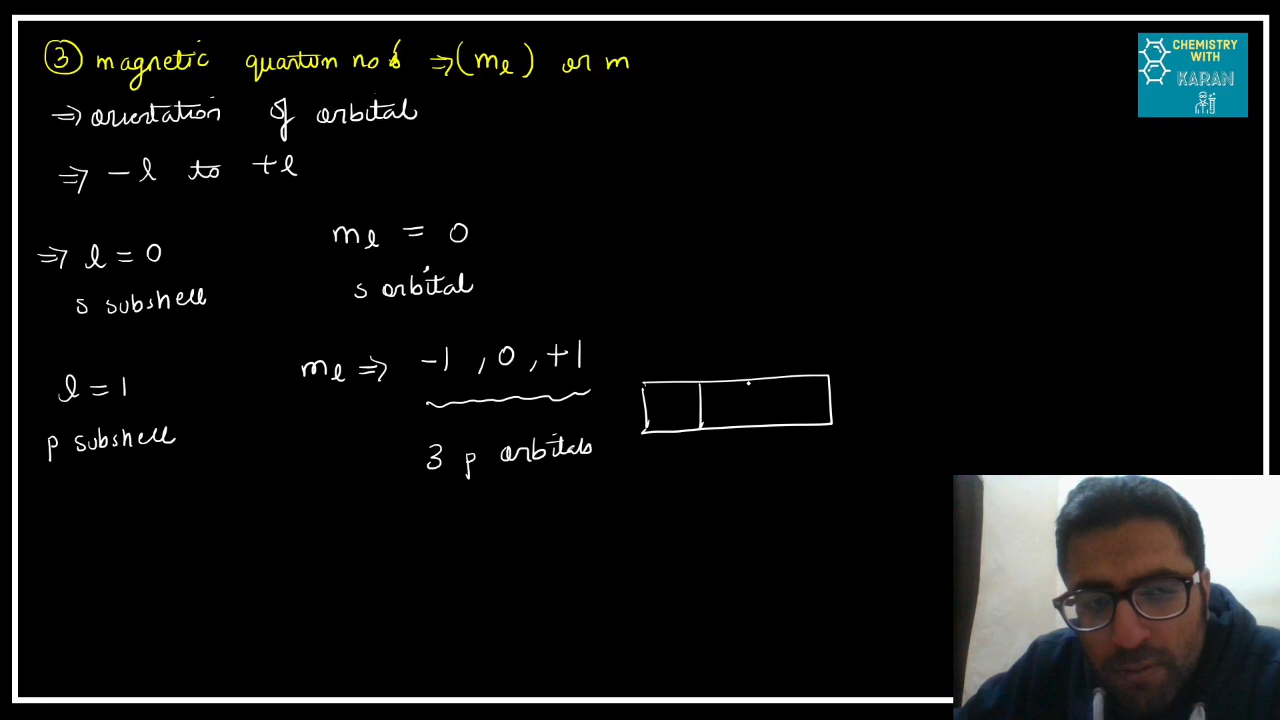 ③ magnetic quantum no ⇒ (mℓ) or m
⇒ orientation of orbital
⇒ -l to +l
⇒ l = 0
mℓ = 0
s subshell
s orbital
l = 1
mℓ ⇒ -1 , 0 , +1
p subshell
3 p orbitals
CHEMISTRY
WITH
KARAN